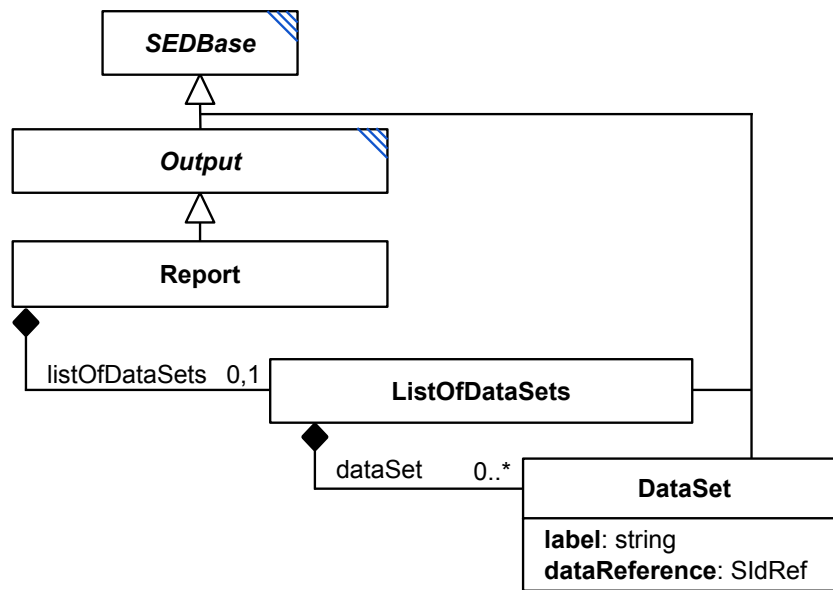 SEDBase
Output
Report
listOfDataSets 0,1
ListOfDataSets
dataSet 0..*
DataSet
label: string
dataReference: SIdRef